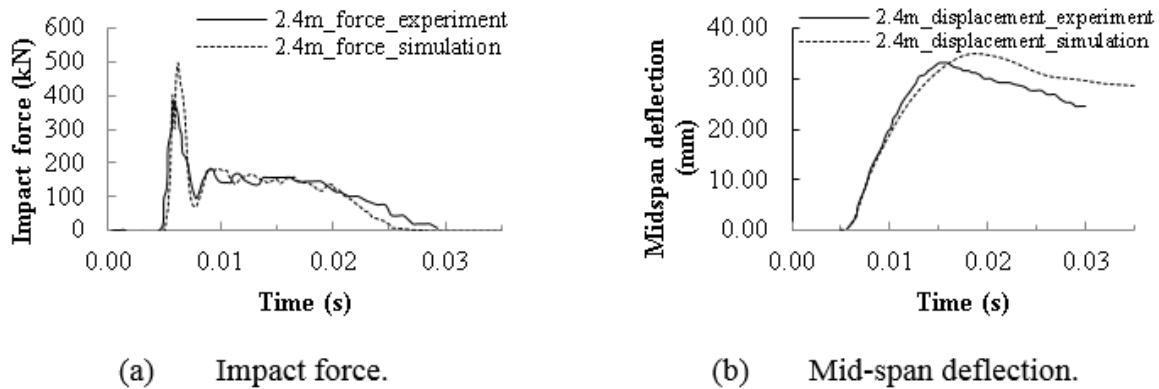 2.4m_force_experiment
2.4m_force_simulation
600
500
400
300
200
100
0
0.00 0.01 0.02 0.03
Impact force (kN)
Time (s)
(a) Impact force.
2.4m_displacement_experiment
2.4m_displacement_simulation
40.00
30.00
20.00
10.00
0.00
0.00 0.01 0.02 0.03
Midspan deflection
(mm)
Time (s)
(b) Mid-span deflection.